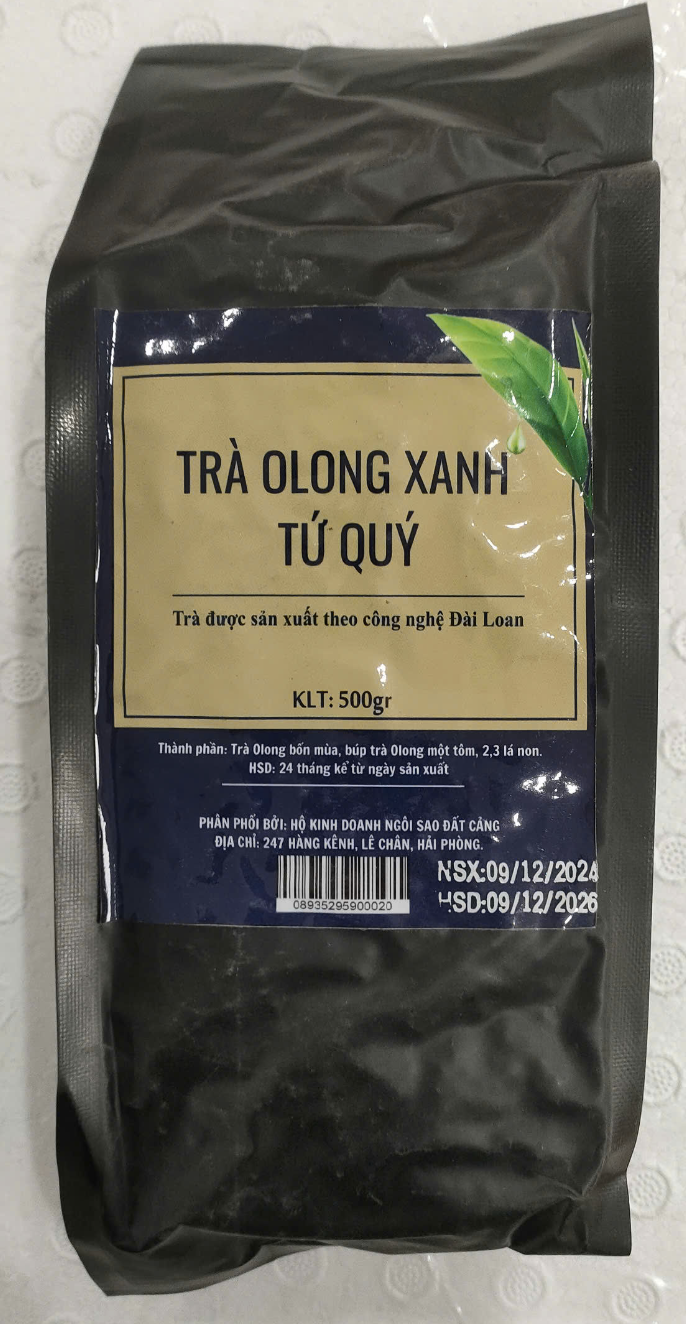 TRÀ OLONG XANH
TỨ QUÝ
Trà được sản xuất theo công nghệ Đài Loan
KLT: 500gr
Thành phần: Trà Olong bốn mùa, búp trà Olong một tôm, 2,3 lá non.
HSD: 24 tháng kể từ ngày sản xuất
PHÂN PHỐI BỞI: HỘ KINH DOANH NGÔI SAO ĐẤT CẢNG
ĐỊA CHỈ: 247 HÀNG KÊNH, LÊ CHÂN, HẢI PHÒNG.
NSX:09/12/2024
HSD:09/12/2026
08935295900020